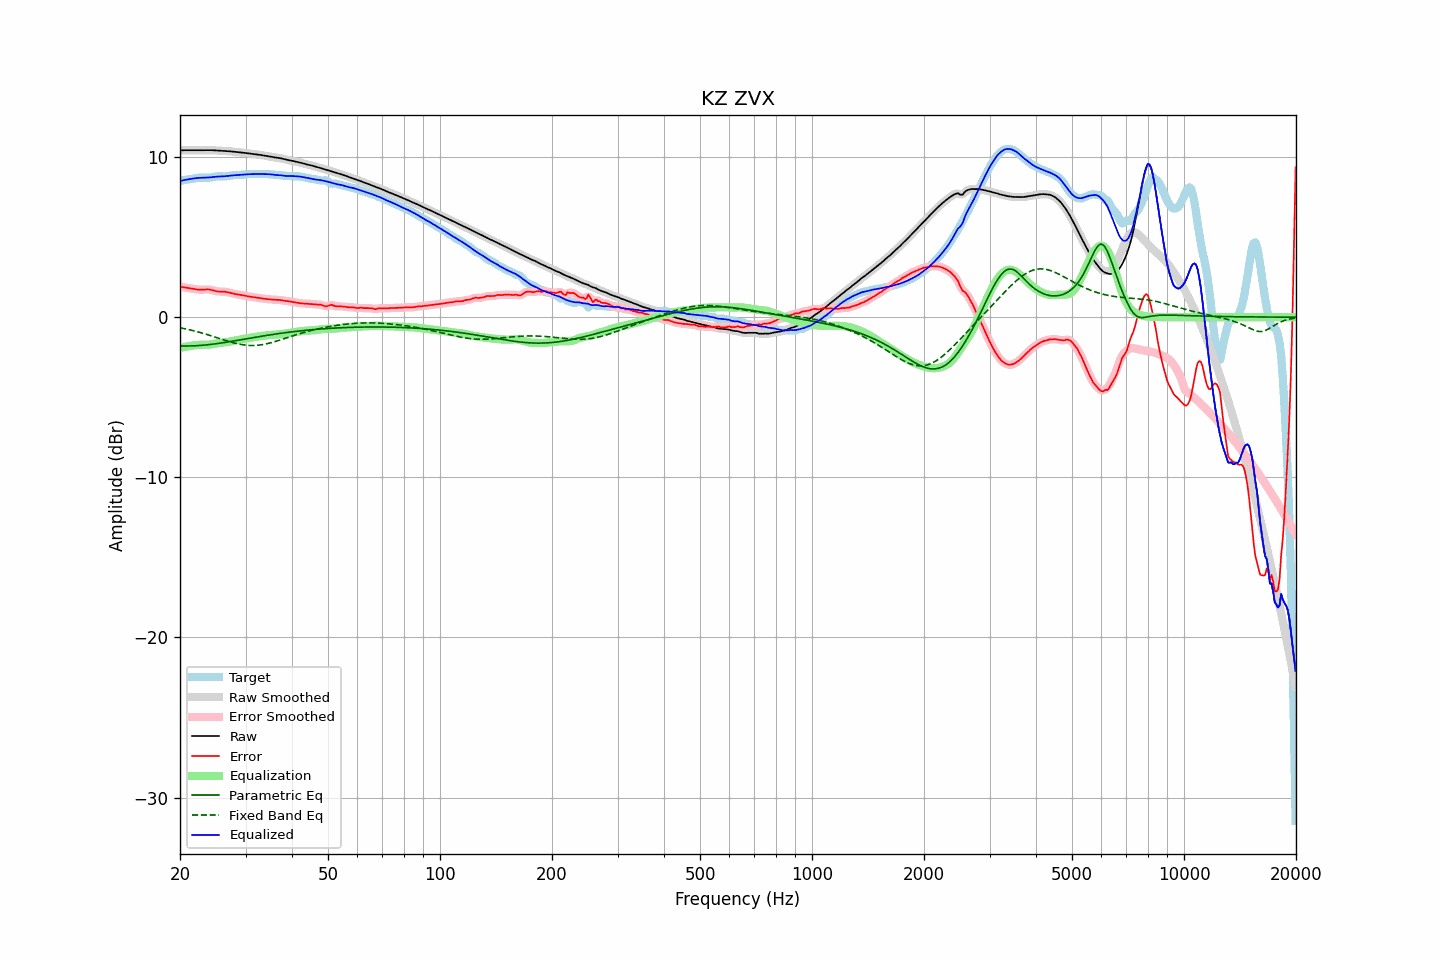 KZ ZVX
Amplitude (dBr)
10
0
−10
−20
−30
Target
Raw Smoothed
Error Smoothed
Raw
Error
Equalization
Parametric Eq
Fixed Band Eq
Equalized
20 50 100 200 500 1000 2000 5000 10000 20000
Frequency (Hz)